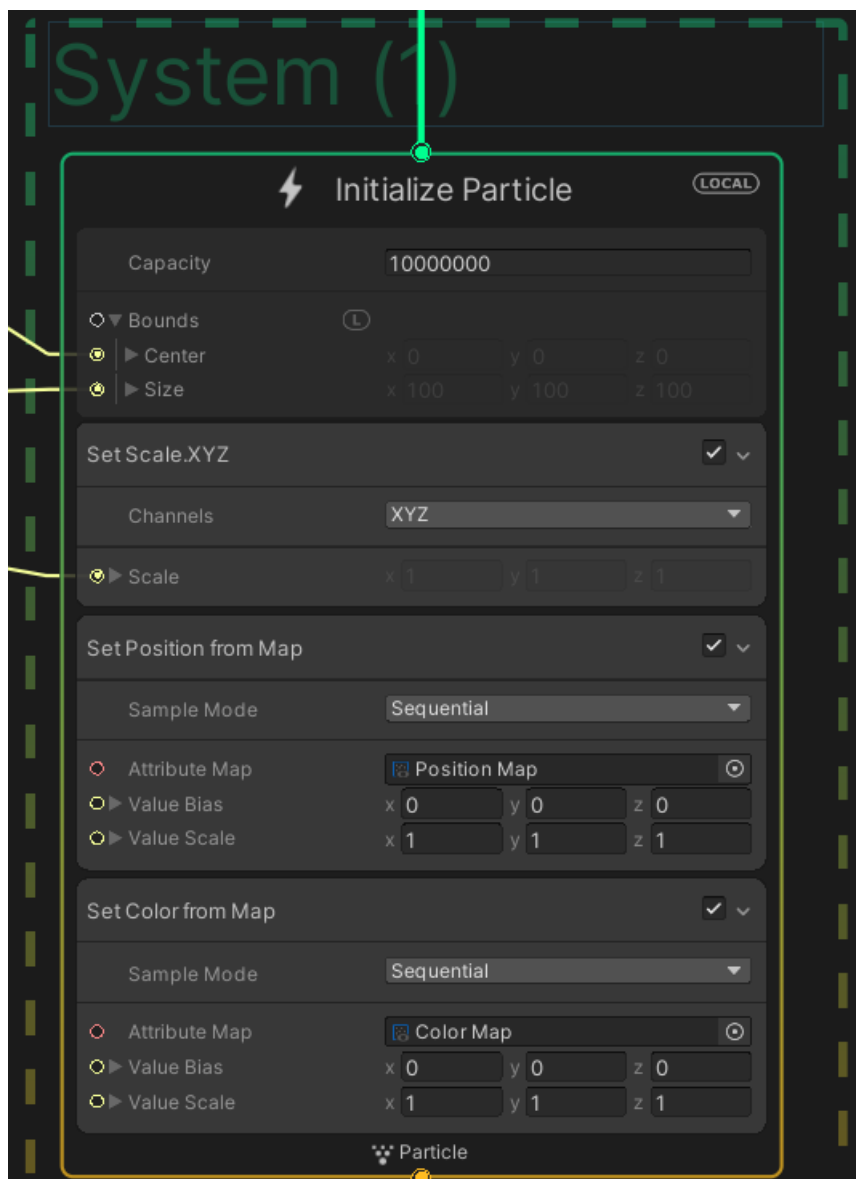 System (1)
Initialize Particle LOCAL
Capacity 10000000
Bounds L
Center x 0 y 0 z 0
Size x 100 y 100 z 100
Set Scale.XYZ
Channels XYZ
Scale x 1 y 1 z 1
Set Position from Map
Sample Mode Sequential
Attribute Map Position Map
Value Bias x 0 y 0 z 0
Value Scale x 1 y 1 z 1
Set Color from Map
Sample Mode Sequential
Attribute Map Color Map
Value Bias x 0 y 0 z 0
Value Scale x 1 y 1 z 1
Particle